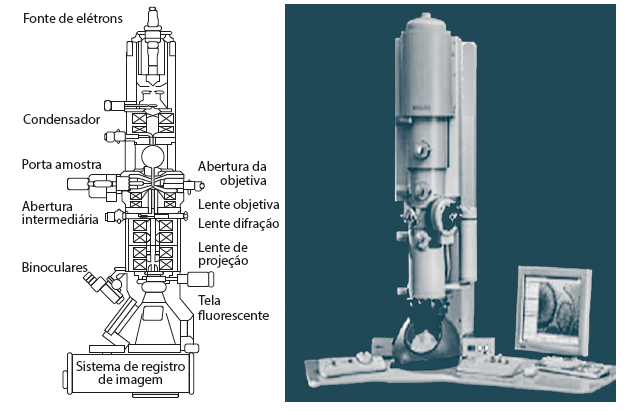 Fonte de elétrons
Condensador
Porta amostra
Abertura da
objetiva
Abertura
intermediária
Lente objetiva
Lente difração
Lente de
projeção
Binoculares
Tela
fluorescente
Sistema de registro
de imagem